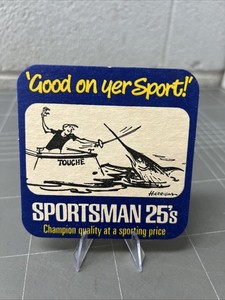 'Good on yer Sport!'
TOUCHE
SPORTSMAN 25's
Champion quality at a sporting price